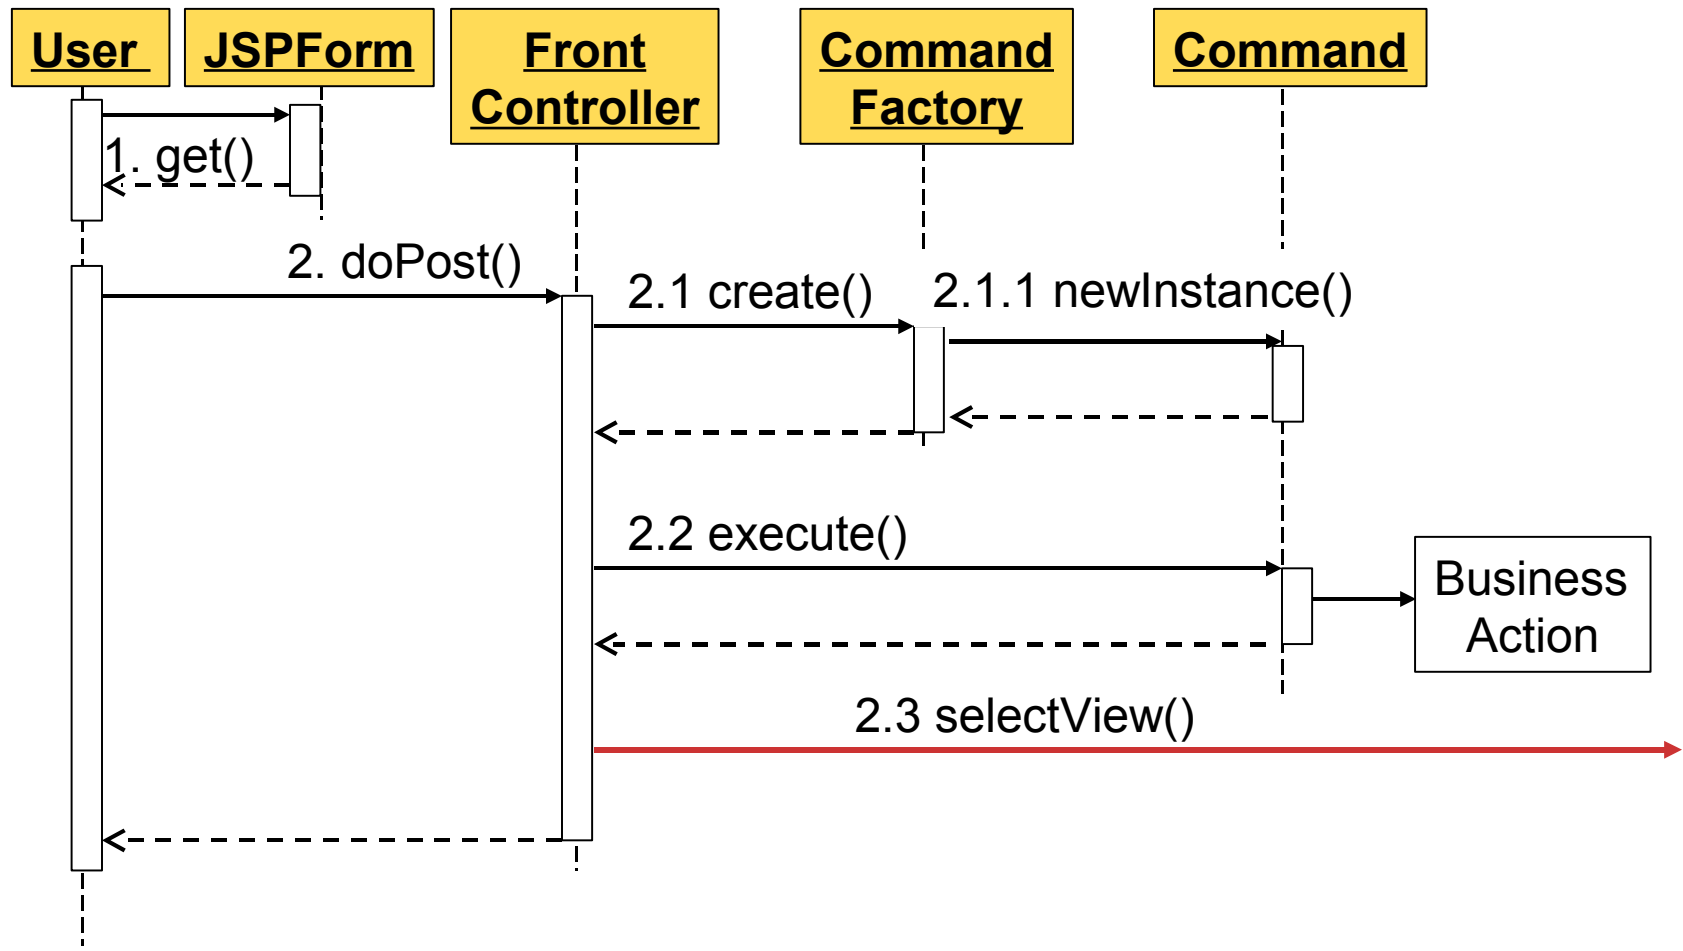 User
JSPForm
Front
Controller
Command
Factory
Command
1. get()
2. doPost()
2.1 create()
2.1.1 newInstance()
2.2 execute()
Business
Action
2.3 selectView()